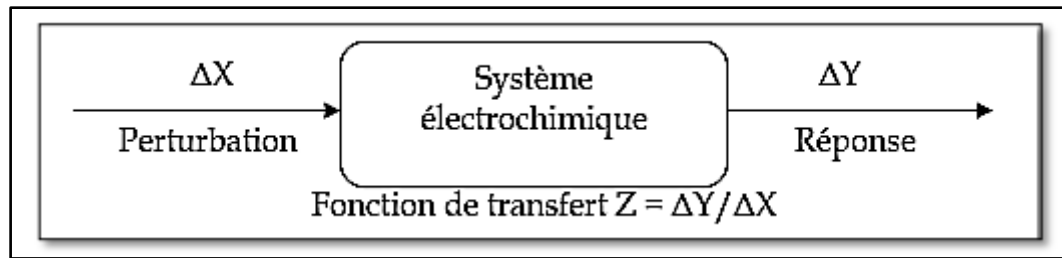 ΔX
Perturbation
Système
électrochimique
ΔY
Réponse
Fonction de transfert Z = ΔY/ΔX